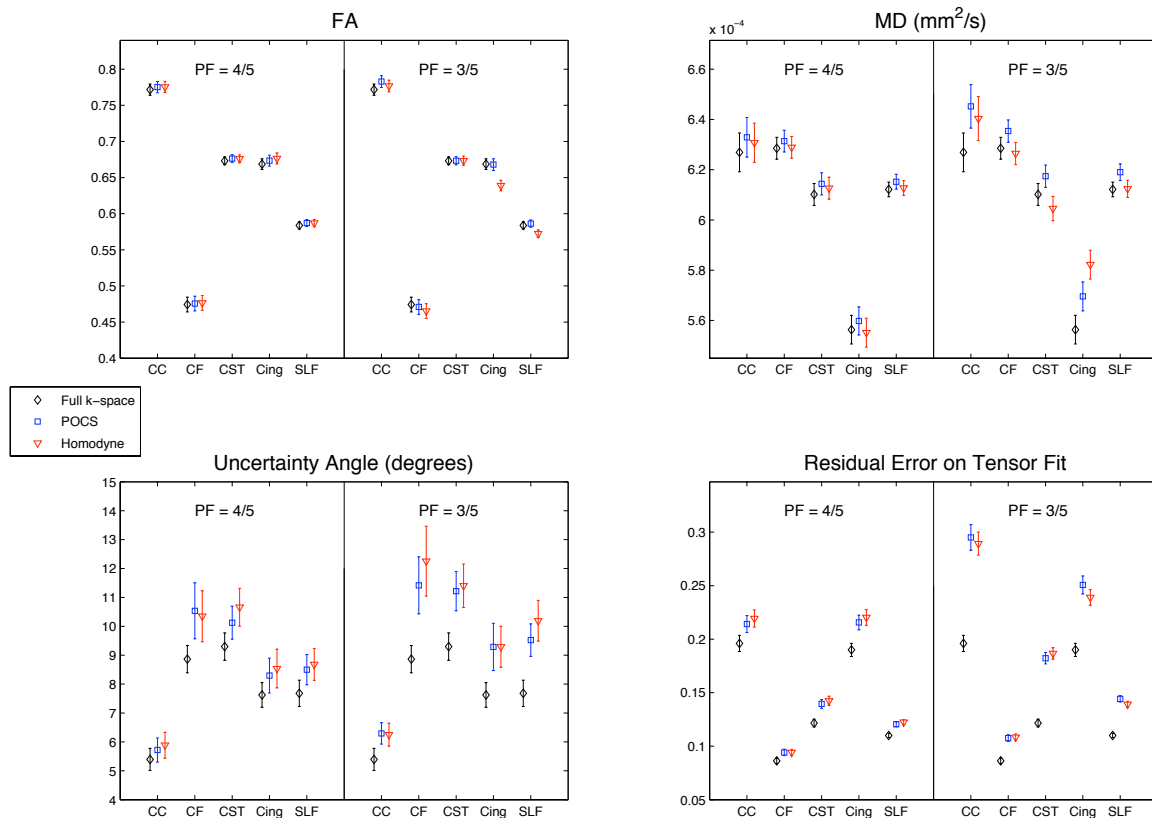 FA
PF = 4/5
PF = 3/5
0.8
0.75
0.7
0.65
0.6
0.55
0.5
0.45
0.4
CC CF CST Cing SLF CC CF CST Cing SLF
MD (mm²/s)
x 10⁻⁴
PF = 4/5
PF = 3/5
6.6
6.4
6.2
6
5.8
5.6
CC CF CST Cing SLF CC CF CST Cing SLF
Full k-space
POCS
Homodyne
Uncertainty Angle (degrees)
PF = 4/5
PF = 3/5
15
14
13
12
11
10
9
8
7
6
5
4
CC CF CST Cing SLF CC CF CST Cing SLF
Residual Error on Tensor Fit
PF = 4/5
PF = 3/5
0.3
0.25
0.2
0.15
0.1
0.05
CC CF CST Cing SLF CC CF CST Cing SLF